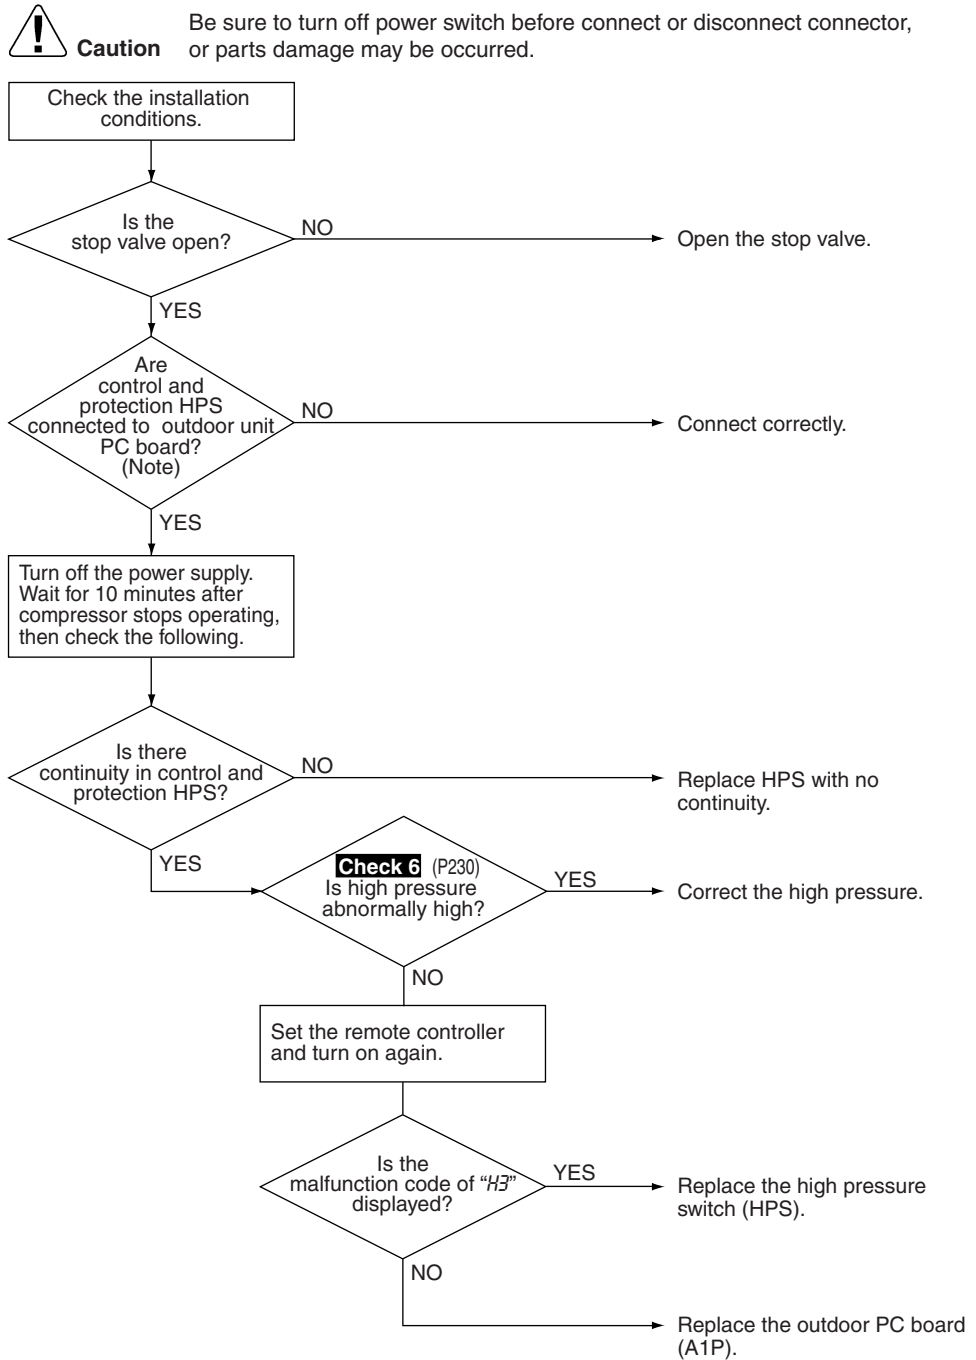 Caution
Be sure to turn off power switch before connect or disconnect connector,
or parts damage may be occurred.
Check the installation
conditions.
Is the
stop valve open?
NO
Open the stop valve.
YES
Are
control and
protection HPS
connected to outdoor unit
PC board?
(Note)
NO
Connect correctly.
YES
Turn off the power supply.
Wait for 10 minutes after
compressor stops operating,
then check the following.
Is there
continuity in control and
protection HPS?
NO
Replace HPS with no
continuity.
YES
Check 6 (P230)
Is high pressure
abnormally high?
YES
Correct the high pressure.
NO
Set the remote controller
and turn on again.
Is the
malfunction code of “H3”
displayed?
YES
Replace the high pressure
switch (HPS).
NO
Replace the outdoor PC board
(A1P).